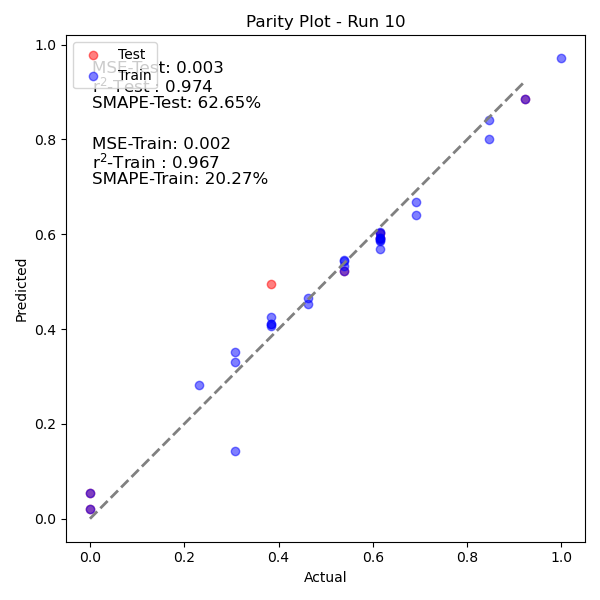 Parity Plot - Run 10
Test
Train
MSE-Test: 0.003
r²-Test : 0.974
SMAPE-Test: 62.65%
MSE-Train: 0.002
r²-Train : 0.967
SMAPE-Train: 20.27%
1.0
0.8
0.6
0.4
0.2
0.0
Predicted
0.0 0.2 0.4 0.6 0.8 1.0
Actual